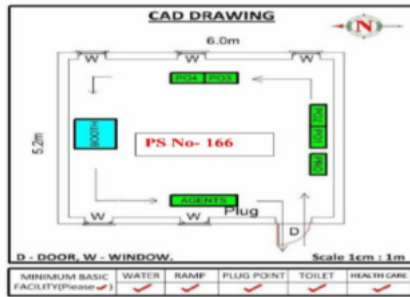 CAD DRAWING
N
6.0m
W W W
PO4 PO3
5.2m
BOOTH
PS No- 166
PO2
PO1
PRO
AGENTS
Plug
W W
D
D - DOOR, W - WINDOW.
Scale 1cm : 1m
MINIMUM BASIC FACILITY(Please ✓) WATER RAMP PLUG POINT TOILET HEALTH CARE